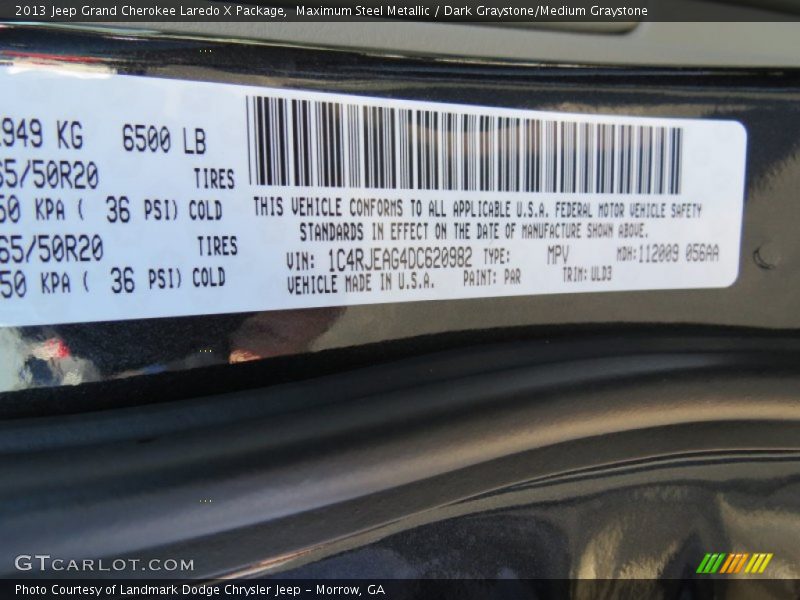 2013 Jeep Grand Cherokee Laredo X Package, Maximum Steel Metallic / Dark Graystone/Medium Graystone
949 KG 6500 LB
65/50R20 TIRES
50 KPA ( 36 PSI) COLD
65/50R20 TIRES
50 KPA ( 36 PSI) COLD
THIS VEHICLE CONFORMS TO ALL APPLICABLE U.S.A. FEDERAL MOTOR VEHICLE SAFETY
STANDARDS IN EFFECT ON THE DATE OF MANUFACTURE SHOWN ABOVE.
VIN: 1C4RJEAG4DC620982 TYPE: MPV MDH:112009 056AA
VEHICLE MADE IN U.S.A. PAINT: PAR TRIM: ULD3
GTCARLOT.COM
Photo Courtesy of Landmark Dodge Chrysler Jeep - Morrow, GA